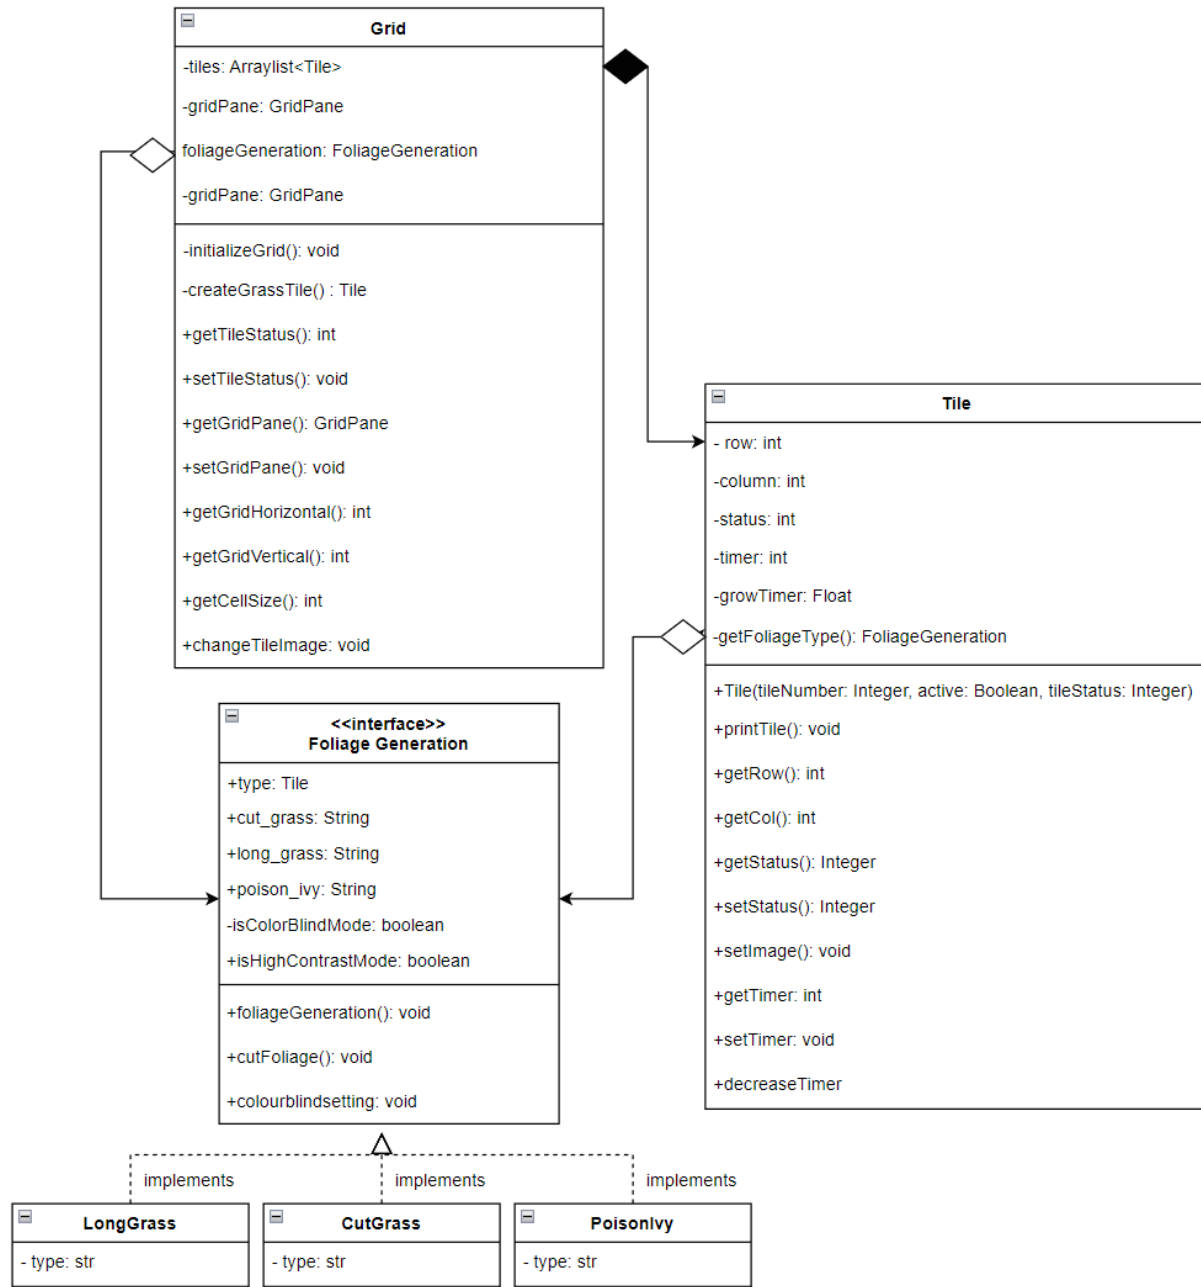 Grid
-tiles: Arraylist<Tile>
-gridPane: GridPane
foliageGeneration: FoliageGeneration
-gridPane: GridPane
-initializeGrid(): void
-createGrassTile() : Tile
+getTileStatus(): int
+setTileStatus(): void
+getGridPane(): GridPane
+setGridPane(): void
+getGridHorizontal(): int
+getGridVertical(): int
+getCellSize(): int
+changeTileImage: void
Tile
- row: int
-column: int
-status: int
-timer: int
-growTimer: Float
-getFoliageType(): FoliageGeneration
+Tile(tileNumber: Integer, active: Boolean, tileStatus: Integer)
+printTile(): void
+getRow(): int
+getCol(): int
+getStatus(): Integer
+setStatus(): Integer
+setImage(): void
+getTimer: int
+setTimer: void
+decreaseTimer
<<interface>>
Foliage Generation
+type: Tile
+cut_grass: String
+long_grass: String
+poison_ivy: String
-isColorBlindMode: boolean
+isHighContrastMode: boolean
+foliageGeneration(): void
+cutFoliage(): void
+colourblindsetting: void
implements
implements
implements
LongGrass
- type: str
CutGrass
- type: str
PoisonIvy
- type: str